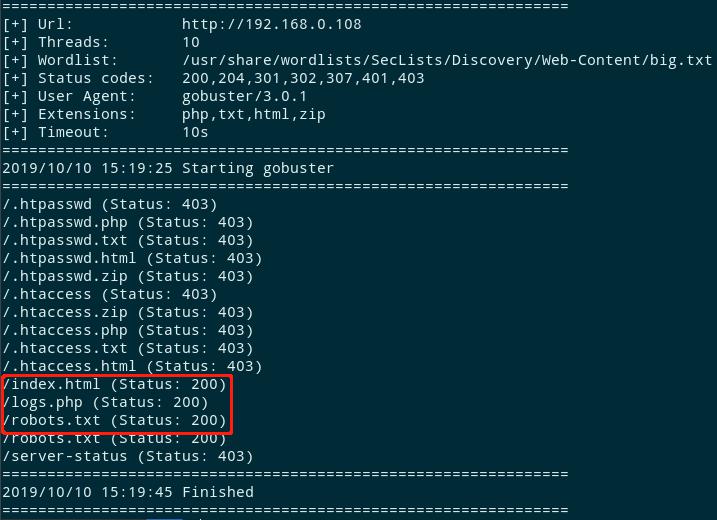 ===============================================================
[+] Url:            http://192.168.0.108
[+] Threads:        10
[+] Wordlist:       /usr/share/wordlists/SecLists/Discovery/Web-Content/big.txt
[+] Status codes:   200,204,301,302,307,401,403
[+] User Agent:     gobuster/3.0.1
[+] Extensions:     php,txt,html,zip
[+] Timeout:        10s
===============================================================
2019/10/10 15:19:25 Starting gobuster
===============================================================
/.htpasswd (Status: 403)
/.htpasswd.php (Status: 403)
/.htpasswd.txt (Status: 403)
/.htpasswd.html (Status: 403)
/.htpasswd.zip (Status: 403)
/.htaccess (Status: 403)
/.htaccess.zip (Status: 403)
/.htaccess.php (Status: 403)
/.htaccess.txt (Status: 403)
/.htaccess.html (Status: 403)
/index.html (Status: 200)
/logs.php (Status: 200)
/robots.txt (Status: 200)
/robots.txt (Status: 200)
/server-status (Status: 403)
===============================================================
2019/10/10 15:19:45 Finished
===============================================================